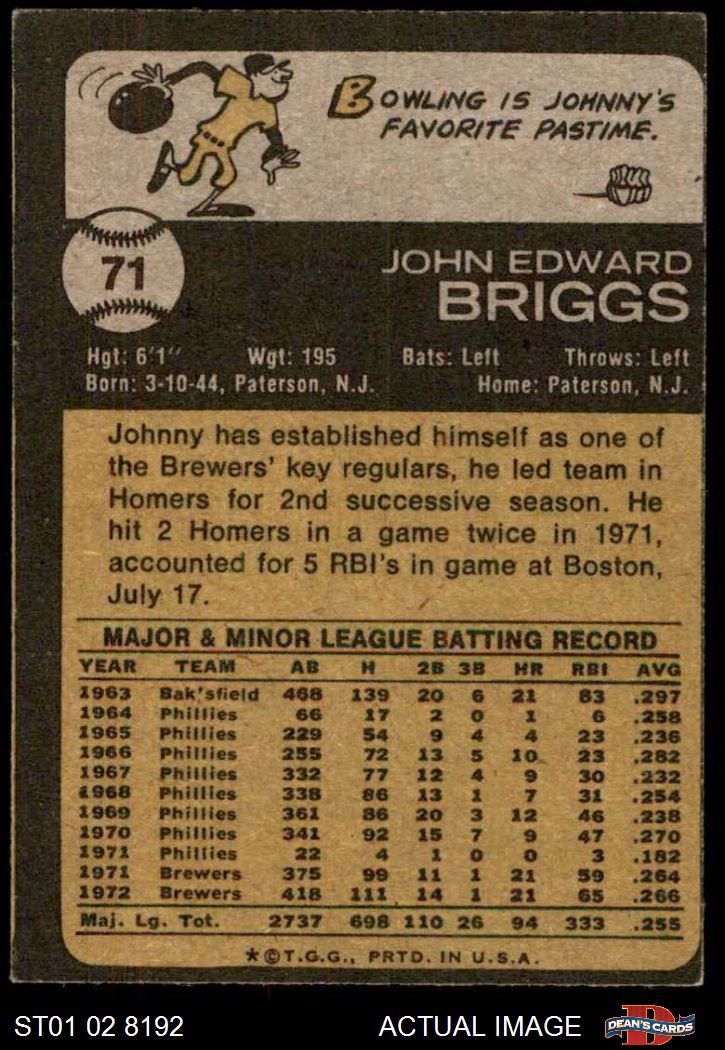 BOWLING IS JOHNNY'S
FAVORITE PASTIME.
71
JOHN EDWARD
BRIGGS
Hgt: 6'1" Wgt: 195 Bats: Left Throws: Left
Born: 3-10-44, Paterson, N.J. Home: Paterson, N.J.
Johnny has established himself as one of
the Brewers' key regulars, he led team in
Homers for 2nd successive season. He
hit 2 Homers in a game twice in 1971,
accounted for 5 RBI's in game at Boston,
July 17.
MAJOR & MINOR LEAGUE BATTING RECORD
YEAR TEAM AB H 2B 3B HR RBI AVG
1963 Bak'sfield 468 139 20 6 21 83 .297
1964 Phillies 66 17 2 0 1 6 .258
1965 Phillies 229 54 9 4 4 23 .236
1966 Phillies 255 72 13 5 10 23 .282
1967 Phillies 332 77 12 4 9 30 .232
1968 Phillies 338 86 13 1 7 31 .254
1969 Phillies 361 86 20 3 12 46 .238
1970 Phillies 341 92 15 7 9 47 .270
1971 Phillies 22 4 1 0 0 3 .182
1971 Brewers 375 99 11 1 21 59 .264
1972 Brewers 418 111 14 1 21 65 .266
Maj. Lg. Tot. 2737 698 110 26 94 333 .255
*©T.C.G., PRTD. IN U.S.A.
ST01 02 8192 ACTUAL IMAGE D DEAN'S CARDS